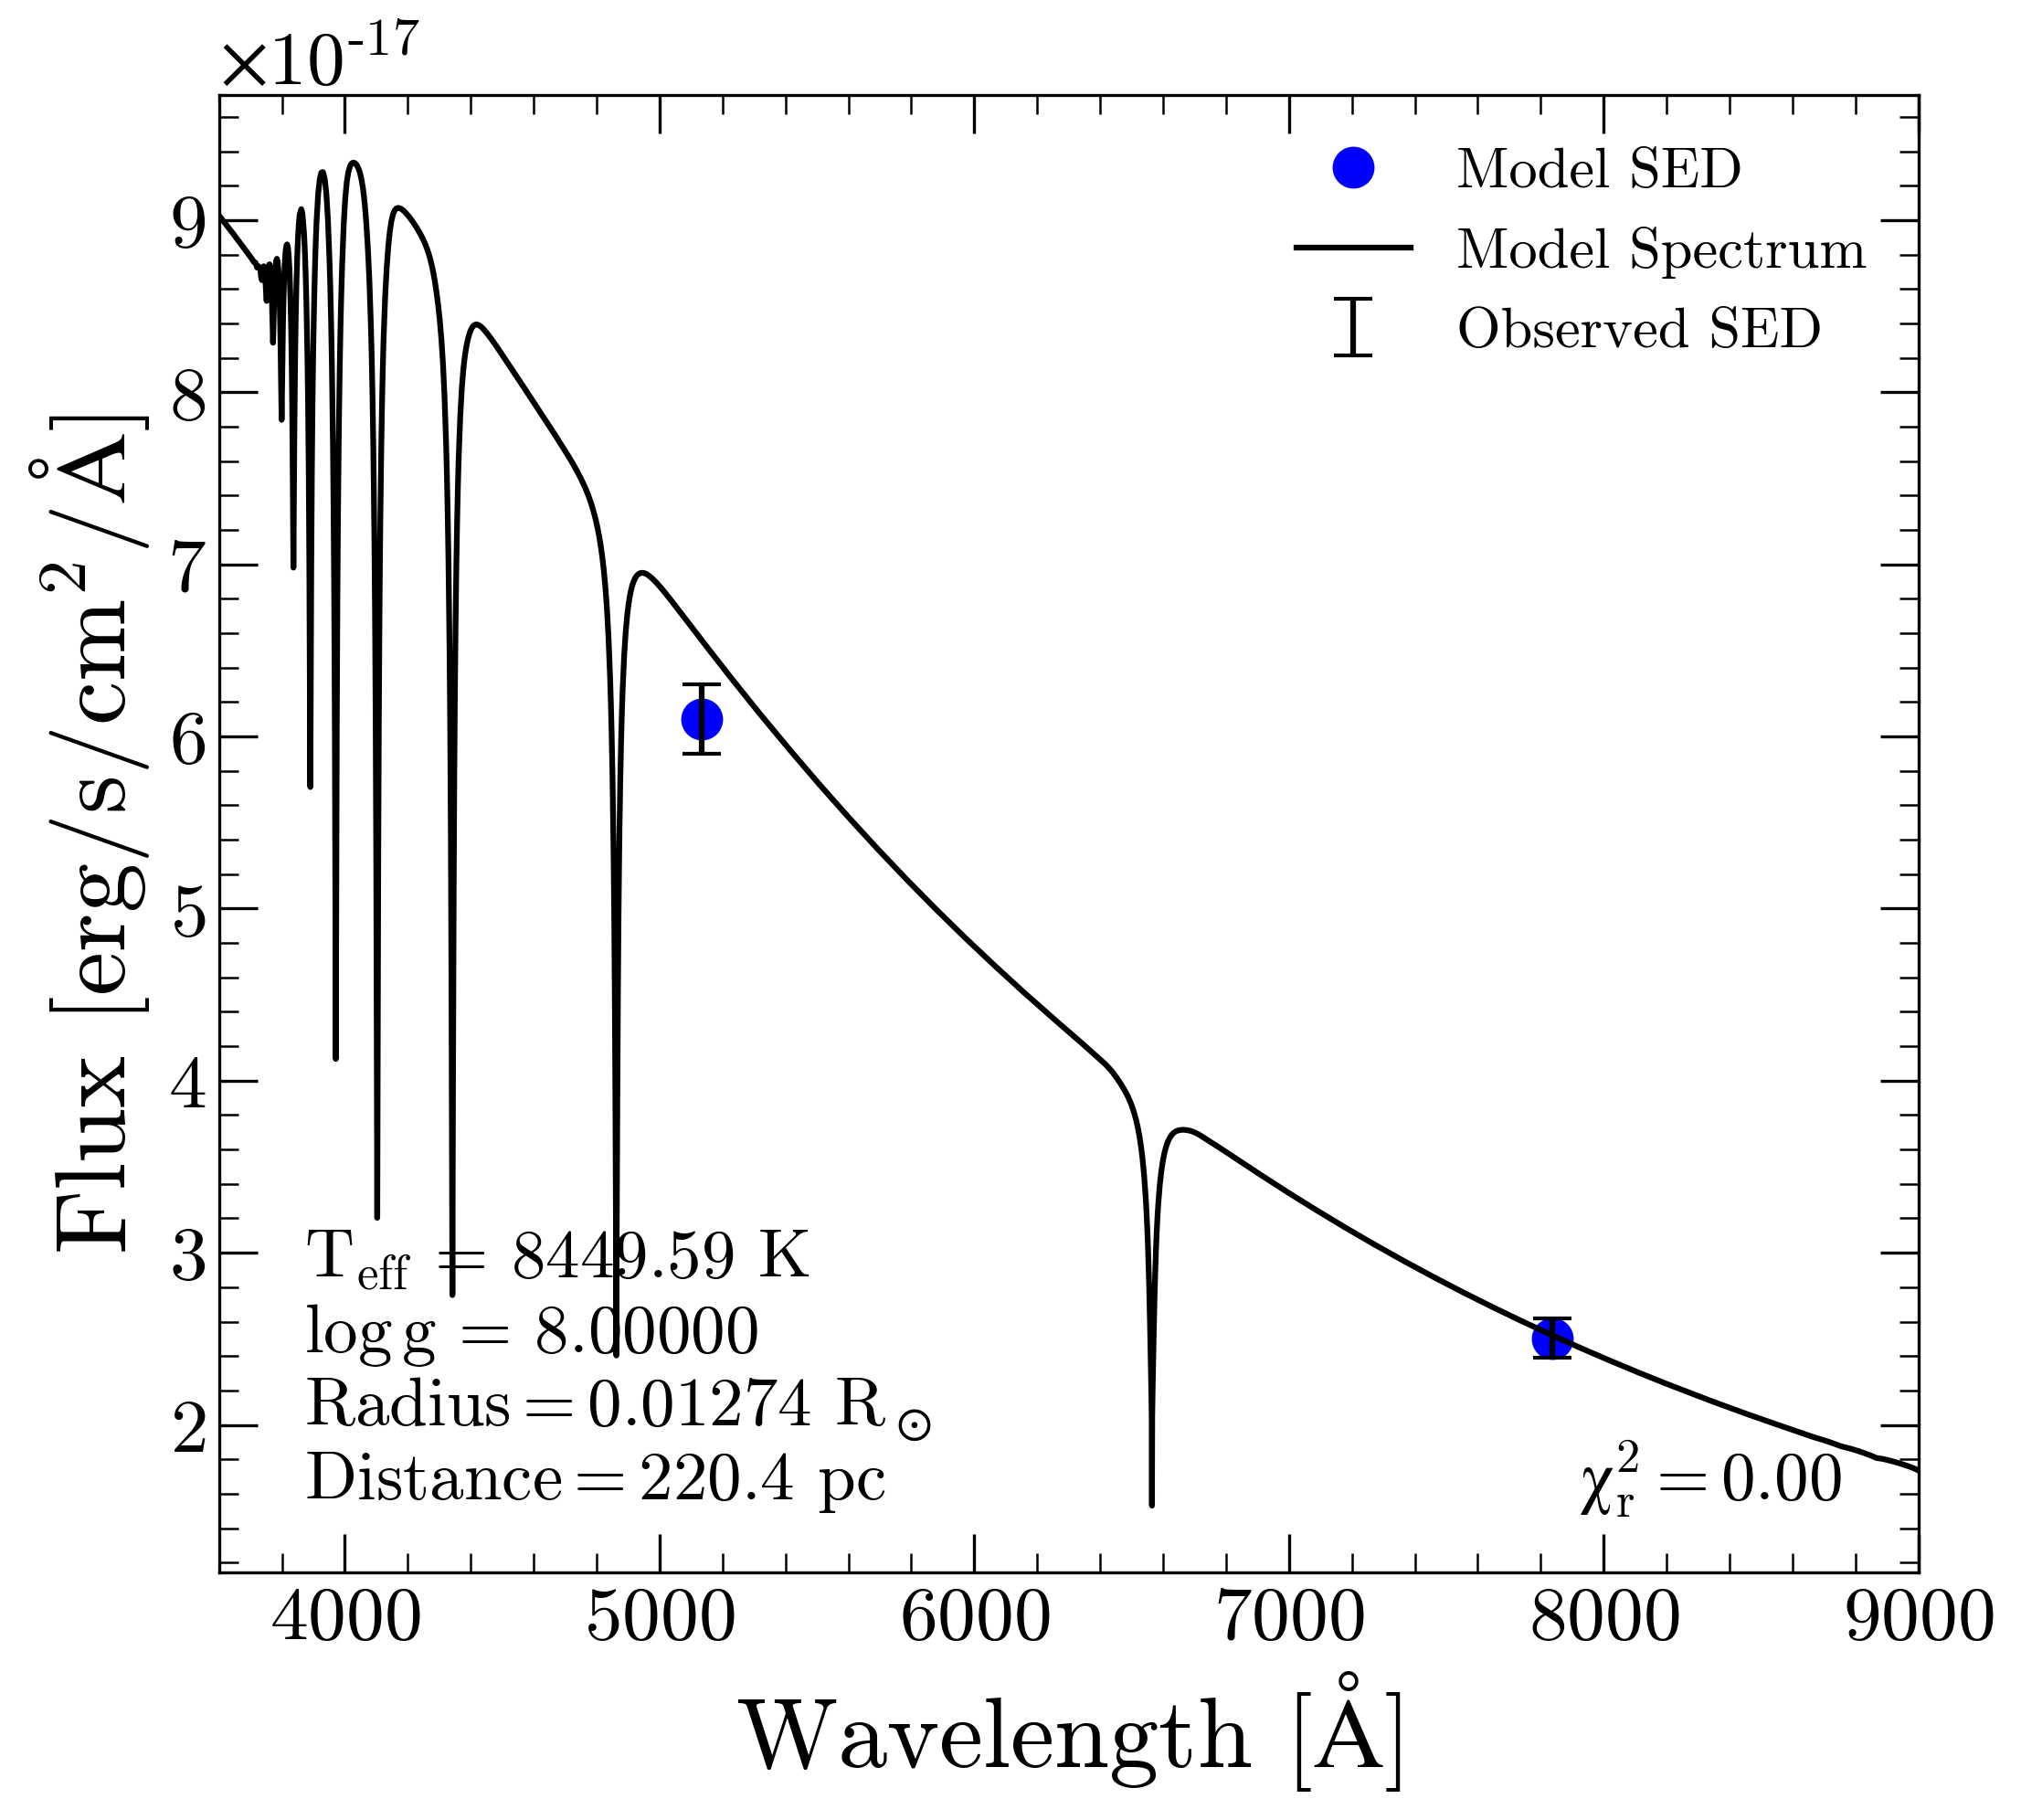 ×10⁻¹⁷
Model SED
Model Spectrum
Observed SED
9
8
7
6
5
4
3
2
Flux [erg/s/cm²/Å]
T_eff = 8449.59 K
log g = 8.00000
Radius = 0.01274 R⊙
Distance = 220.4 pc
χ²ᵣ = 0.00
4000 5000 6000 7000 8000 9000
Wavelength [Å]